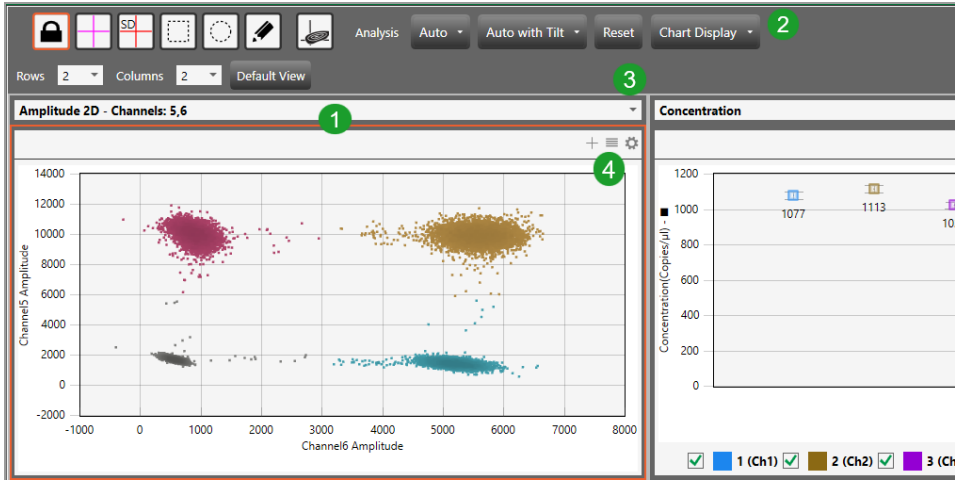 SD
Analysis Auto Auto with Tilt Reset Chart Display 2
Rows 2 Columns 2 Default View
3
Amplitude 2D - Channels: 5,6
1
Concentration
4
14000
12000
10000
8000
6000
4000
2000
0
-2000
Channel5 Amplitude
-1000 0 1000 2000 3000 4000 5000 6000 7000 8000
Channel6 Amplitude
1200
1000
800
600
400
200
0
Concentration(Copies/µl) - ■
1077
1113
1 (Ch1) 2 (Ch2) 3 (Ch